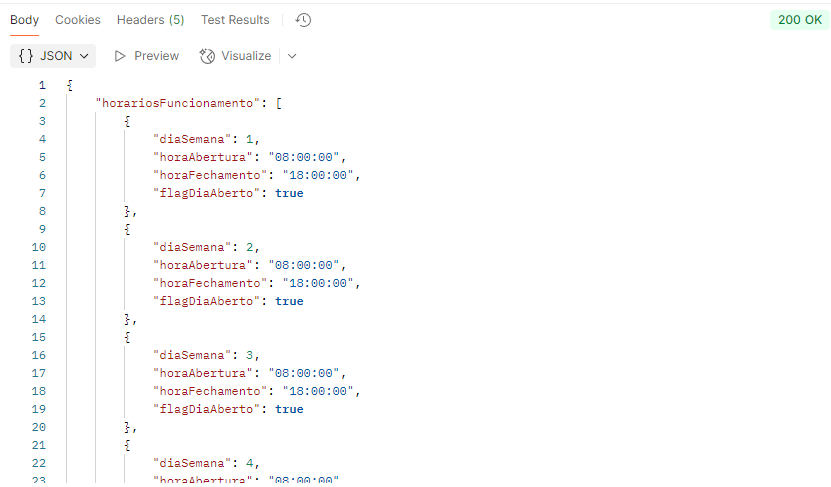 Body Cookies Headers (5) Test Results 200 OK
{} JSON Preview Visualize
1 {
2 "horariosFuncionamento": [
3 {
4 "diaSemana": 1,
5 "horaAbertura": "08:00:00",
6 "horaFechamento": "18:00:00",
7 "flagDiaAberto": true
8 },
9 {
10 "diaSemana": 2,
11 "horaAbertura": "08:00:00",
12 "horaFechamento": "18:00:00",
13 "flagDiaAberto": true
14 },
15 {
16 "diaSemana": 3,
17 "horaAbertura": "08:00:00",
18 "horaFechamento": "18:00:00",
19 "flagDiaAberto": true
20 },
21 {
22 "diaSemana": 4,
23 "horaAbertura": "08:00:00"